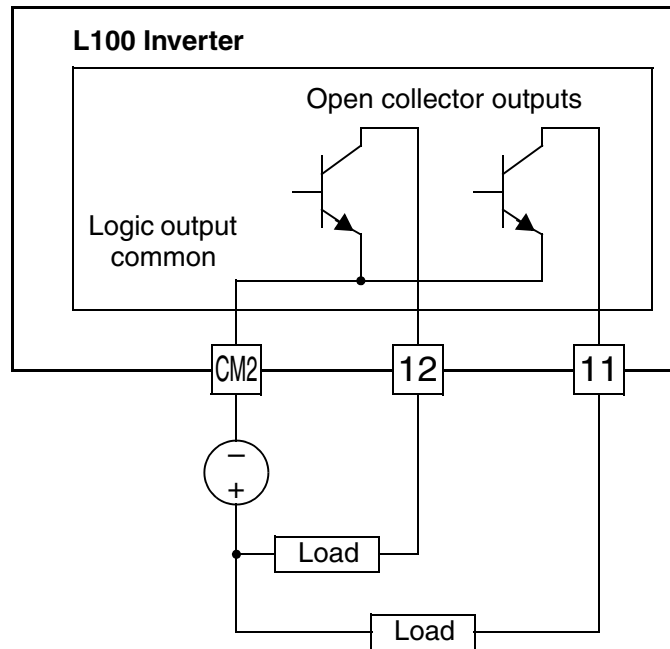 L100 Inverter
Open collector outputs
Logic output
common
CM2
12
11
–
+
Load
Load